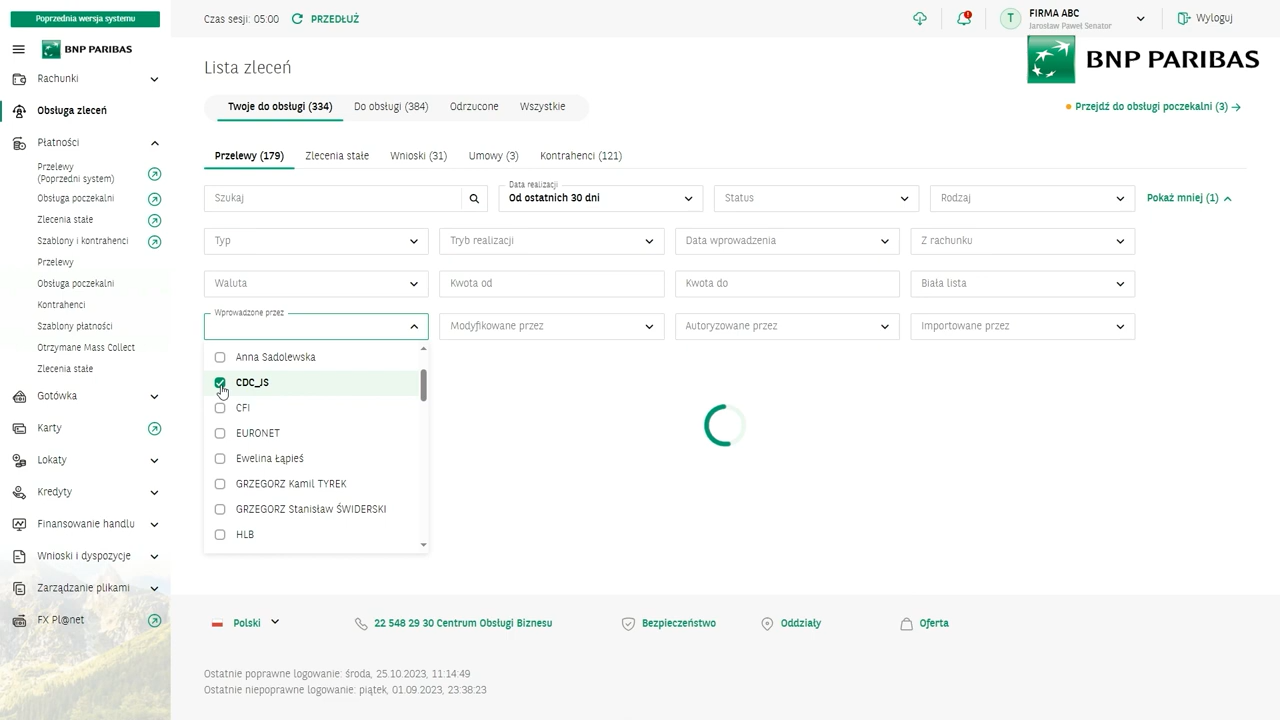 Poprzednia wersja systemu
Czas sesji: 05:00 PRZEDŁUŻ
FIRMA ABC
Jarosław Paweł Senator
T
Wyloguj
BNP PARIBAS
BNP PARIBAS
Rachunki
Obsługa zleceń
Płatności
Przelewy
(Poprzedni system)
Obsługa poczekalni
Zlecenia stałe
Szablony i kontrahenci
Przelewy
Obsługa poczekalni
Kontrahenci
Szablony płatności
Otrzymane Mass Collect
Zlecenia stałe
Gotówka
Karty
Lokaty
Kredyty
Finansowanie handlu
Wnioski i dyspozycje
Zarządzanie plikami
FX Pl@net
Lista zleceń
Twoje do obsługi (334) Do obsługi (384) Odrzucone Wszystkie
Przejdź do obsługi poczekalni (3)
Przelewy (179) Zlecenia stałe Wnioski (31) Umowy (3) Kontrahenci (121)
Szukaj
Data realizacji
Od ostatnich 30 dni
Status
Rodzaj
Pokaż mniej (1)
Typ Tryb realizacji Data wprowadzenia Z rachunku
Waluta Kwota od Kwota do Biała lista
Wprowadzone przez
Modyfikowane przez Autoryzowane przez Importowane przez
Anna Sadolewska
CDC_JS
CFI
EURONET
Ewelina Łąpieś
GRZEGORZ Kamil TYREK
GRZEGORZ Stanisław ŚWIDERSKI
HLB
Polski 22 548 29 30 Centrum Obsługi Biznesu Bezpieczeństwo Oddziały Oferta
Ostatnie poprawne logowanie: środa, 25.10.2023, 11:14:49
Ostatnie niepoprawne logowanie: piątek, 01.09.2023, 23:38:23